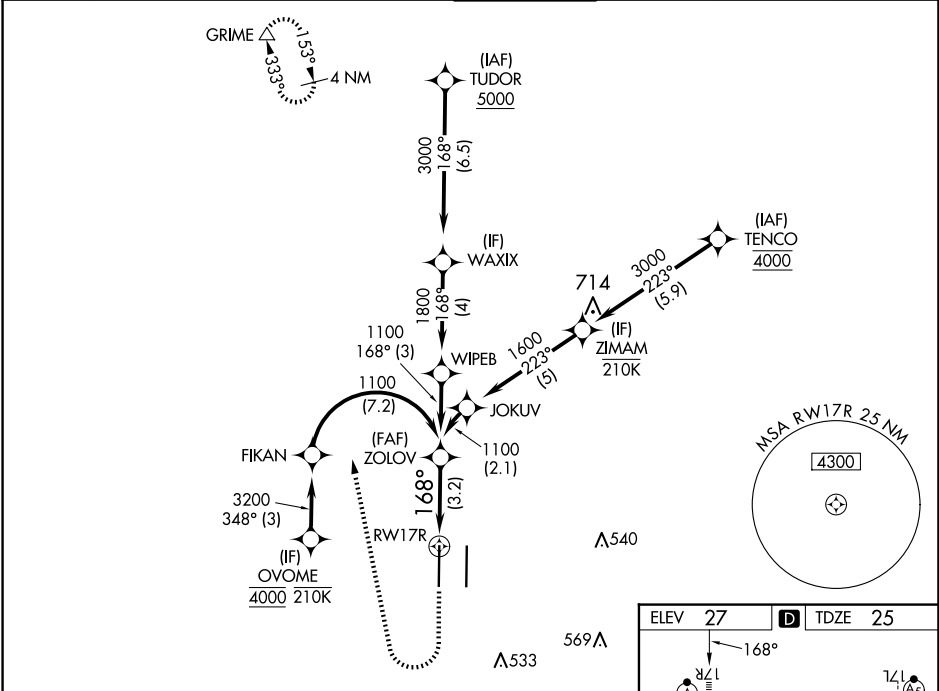 GRIME
153°
333°
4 NM
(IAF)
TUDOR
5000
3000
168°
(6.5)
(IF)
WAXIX
(IAF)
TENCO
4000
3000
223°
(5.9)
714
(IF)
ZIMAM
210K
1800
168°
(4)
1600
223°
(5)
1100
168° (3)
WIPEB
1100
(7.2)
JOKUV
1100
(2.1)
FIKAN
(FAF)
ZOLOV
168°
(3.2)
3200
348° (3)
RW17R
(IF)
OVOME
4000 210K
MSA RW17R 25 NM
4300
540
569
533
ELEV 27 D TDZE 25
168°
17R
17L
A5